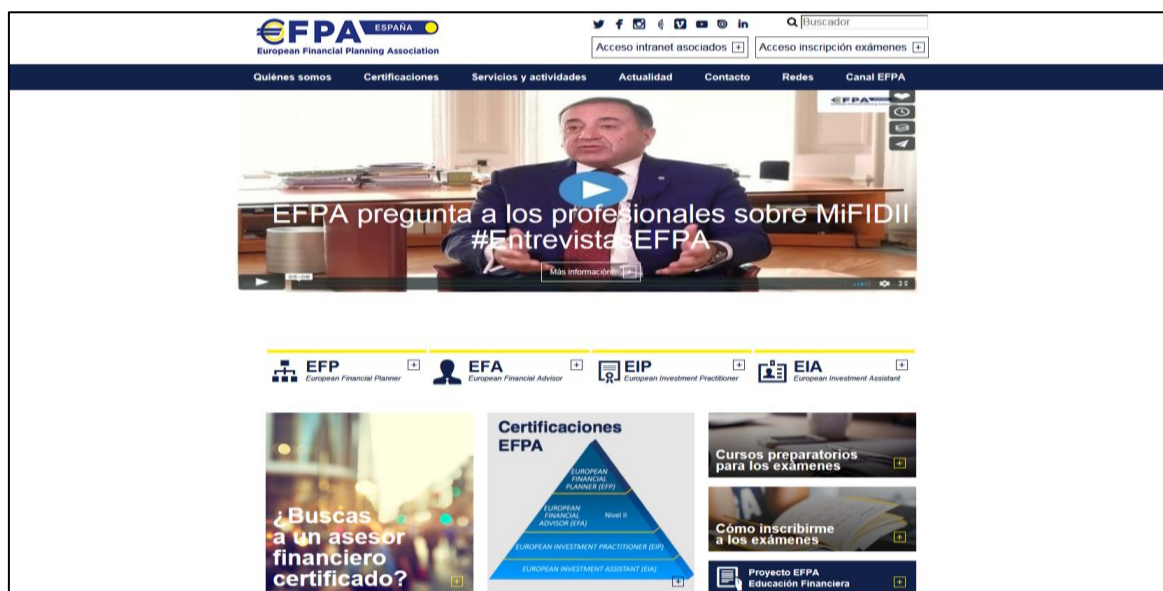 EFPA ESPAÑA
European Financial Planning Association
Buscador
Acceso intranet asociados +
Acceso inscripción exámenes +
Quiénes somos Certificaciones Servicios y actividades Actualidad Contacto Redes Canal EFPA
EFPA
EFPA pregunta a los profesionales sobre MiFIDII
#EntrevistasEFPA
Más información +
EFP +
European Financial Planner
EFA +
European Financial Advisor
EIP +
European Investment Practitioner
EIA +
European Investment Assistant
¿Buscas
a un asesor
financiero
certificado? +
Certificaciones
EFPA
EUROPEAN
FINANCIAL
PLANNER (EFP)
EUROPEAN
FINANCIAL
ADVISOR (EFA)
Nivel II
EUROPEAN INVESTMENT PRACTITIONER (EIP)
EUROPEAN INVESTMENT ASSISTANT (EIA)
+
Cursos preparatorios
para los exámenes +
Cómo inscribirme
a los exámenes +
Proyecto EFPA
Educación Financiera +